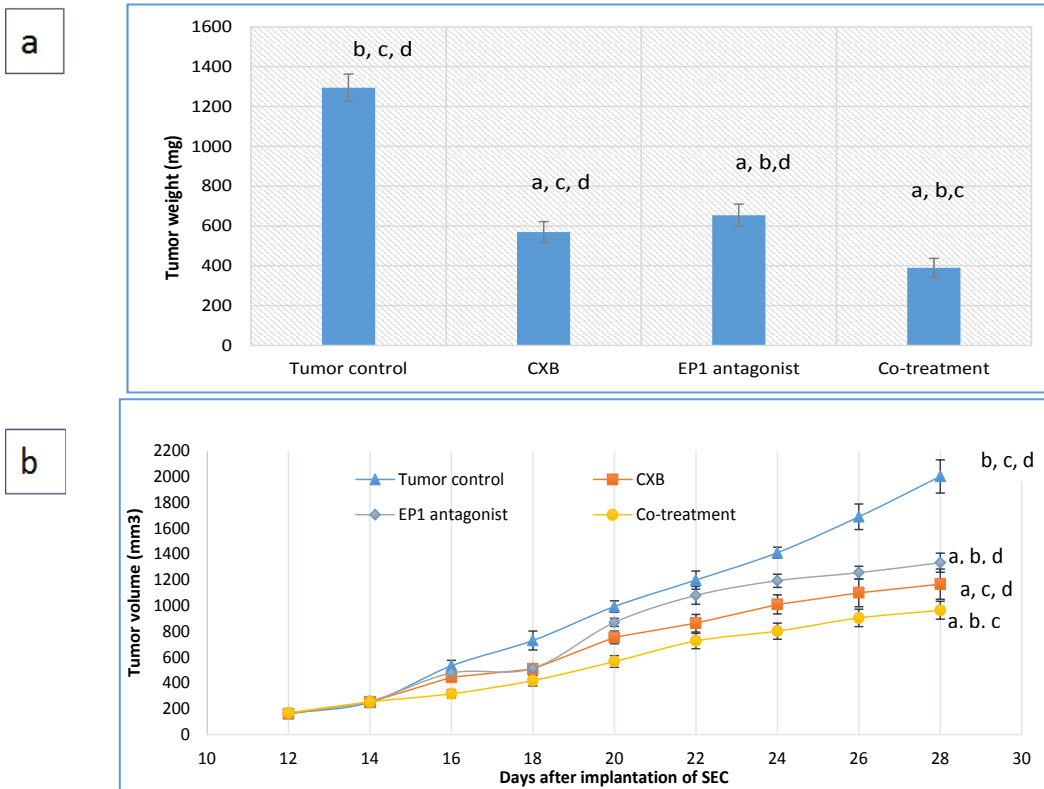 a
1600
1400
1200
1000
800
600
400
200
0
Tumor weight (mg)
b, c, d
a, c, d
a, b,d
a, b,c
Tumor control
CXB
EP1 antagonist
Co-treatment
b
2200
2000
1800
1600
1400
1200
1000
800
600
400
200
0
Tumor volume (mm3)
Tumor control
CXB
EP1 antagonist
Co-treatment
b, c, d
a, b, d
a, c, d
a. b. c
10 12 14 16 18 20 22 24 26 28 30
Days after implantation of SEC